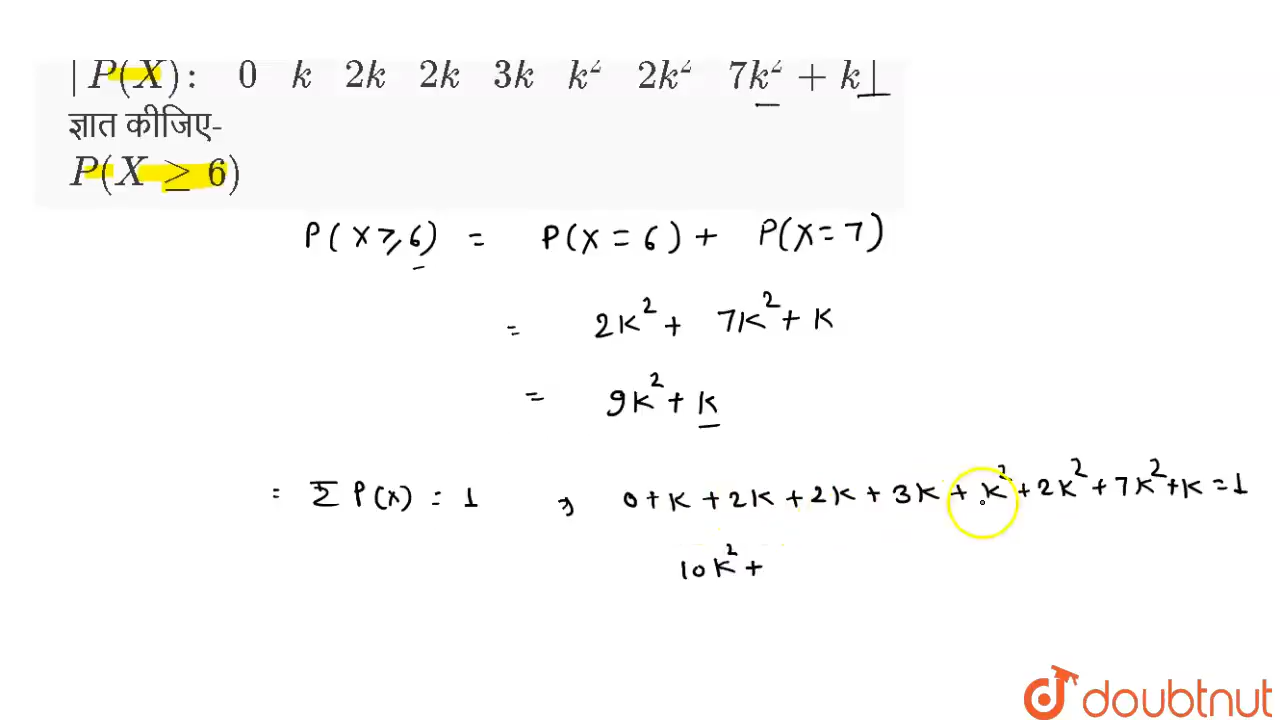 | P(X): 0 k 2k 2k 3k k² 2k² 7k² + k |
ज्ञात कीजिए-
P(X ≥ 6)
P(X ≥ 6) = P(X = 6) + P(X = 7)
= 2K² + 7K² + K
= 9K² + K
= Σ P(X) = 1 ⇒ 0 + K + 2K + 2K + 3K + K² + 2K² + 7K² + K = 1
10K² +
doubtnut